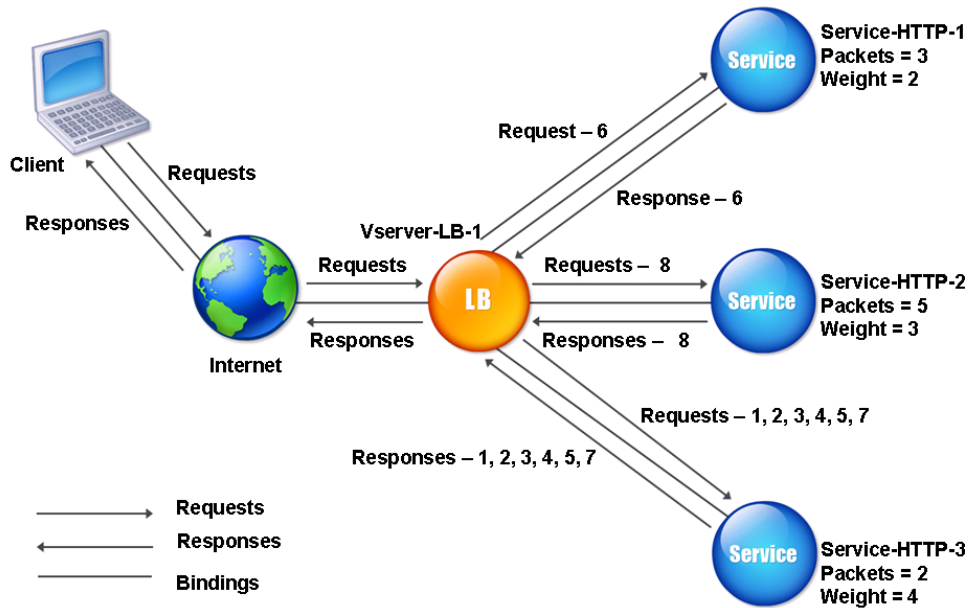 Service-HTTP-1
Packets = 3
Weight = 2
Service
Client
Requests
Responses
Request – 6
Response – 6
Vserver-LB-1
LB
Requests
Responses
Internet
Requests – 8
Responses – 8
Service
Service-HTTP-2
Packets = 5
Weight = 3
Requests – 1, 2, 3, 4, 5, 7
Responses – 1, 2, 3, 4, 5, 7
Requests
Responses
Bindings
Service
Service-HTTP-3
Packets = 2
Weight = 4